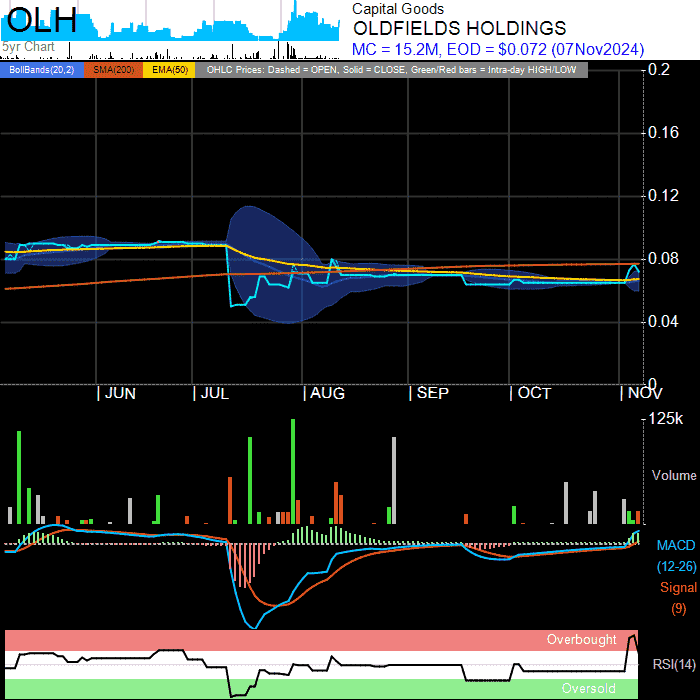 OLH
Capital Goods
OLDFIELDS HOLDINGS
5yr Chart
MC = 15.2M, EOD = $0.072 (07Nov2024)
BollBands(20,2) SMA(200) EMA(50) OHLC Prices: Dashed = OPEN, Solid = CLOSE, Green/Red bars = Intra-day HIGH/LOW
0.2
0.16
0.12
0.08
0.04
0
JUN JUL AUG SEP OCT NOV
125k
Volume
MACD
(12-26)
Signal
(9)
Overbought
RSI(14)
Oversold